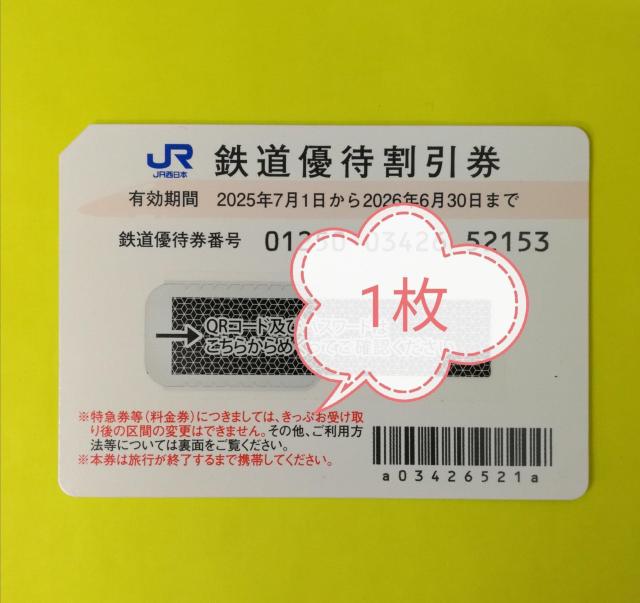 JR 鉄道優待割引券
JR西日本
有効期間 2025年7月1日から2026年6月30日まで
鉄道優待券番号 01250 03426 52153
1枚
QRコード及びパスワードは
こちらからめくってご確認ください
※特急券等(料金券)につきましては、きっぷお受け取
り後の区間の変更はできません。その他、ご利用方
法等については裏面をご覧ください。
※本券は旅行が終了するまで携帯してください。
a03426521a